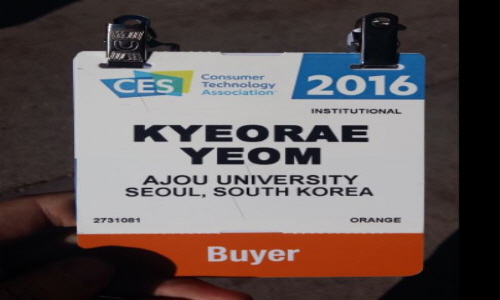 CES Consumer
Technology
Association
2016
INSTITUTIONAL
KYEORAE
YEOM
AJOU UNIVERSITY
SEOUL, SOUTH KOREA
2731081 ORANGE
Buyer